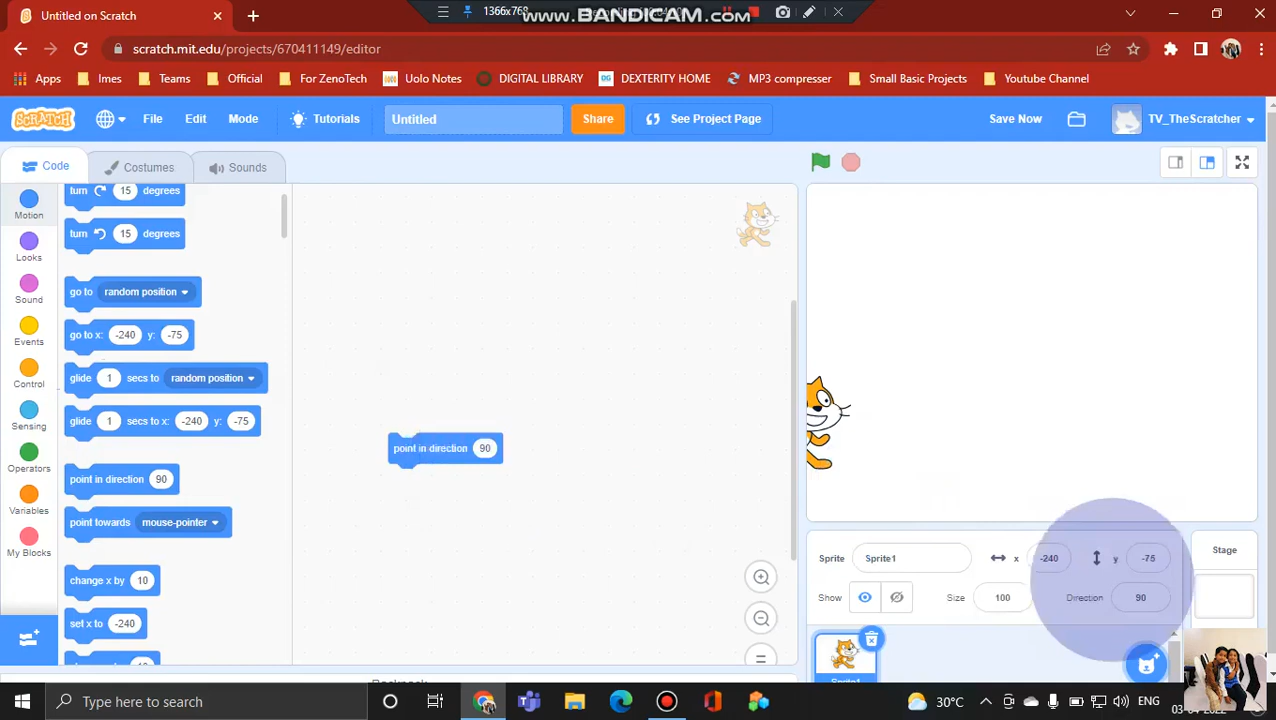 Untitled on Scratch
1366x768
www.BANDICAM.com
scratch.mit.edu/projects/670411149/editor
Apps
Imes
Teams
Official
For ZenoTech
Uolo Notes
DIGITAL LIBRARY
DEXTERITY HOME
MP3 compresser
Small Basic Projects
Youtube Channel
SCRATCH
File
Edit
Mode
Tutorials
Untitled
Share
See Project Page
Save Now
TV_TheScratcher
Code
Costumes
Sounds
Motion
Looks
Sound
Events
Control
Sensing
Operators
Variables
My Blocks
turn 15 degrees
turn 15 degrees
go to random position
go to x: -240 y: -75
glide 1 secs to random position
glide 1 secs to x: -240 y: -75
point in direction 90
point towards mouse-pointer
change x by 10
set x to -240
point in direction 90
Sprite Sprite1 x -240 y -75
Show Size 100 Direction 90
Stage
Sprite1
Type here to search
30°C
ENG